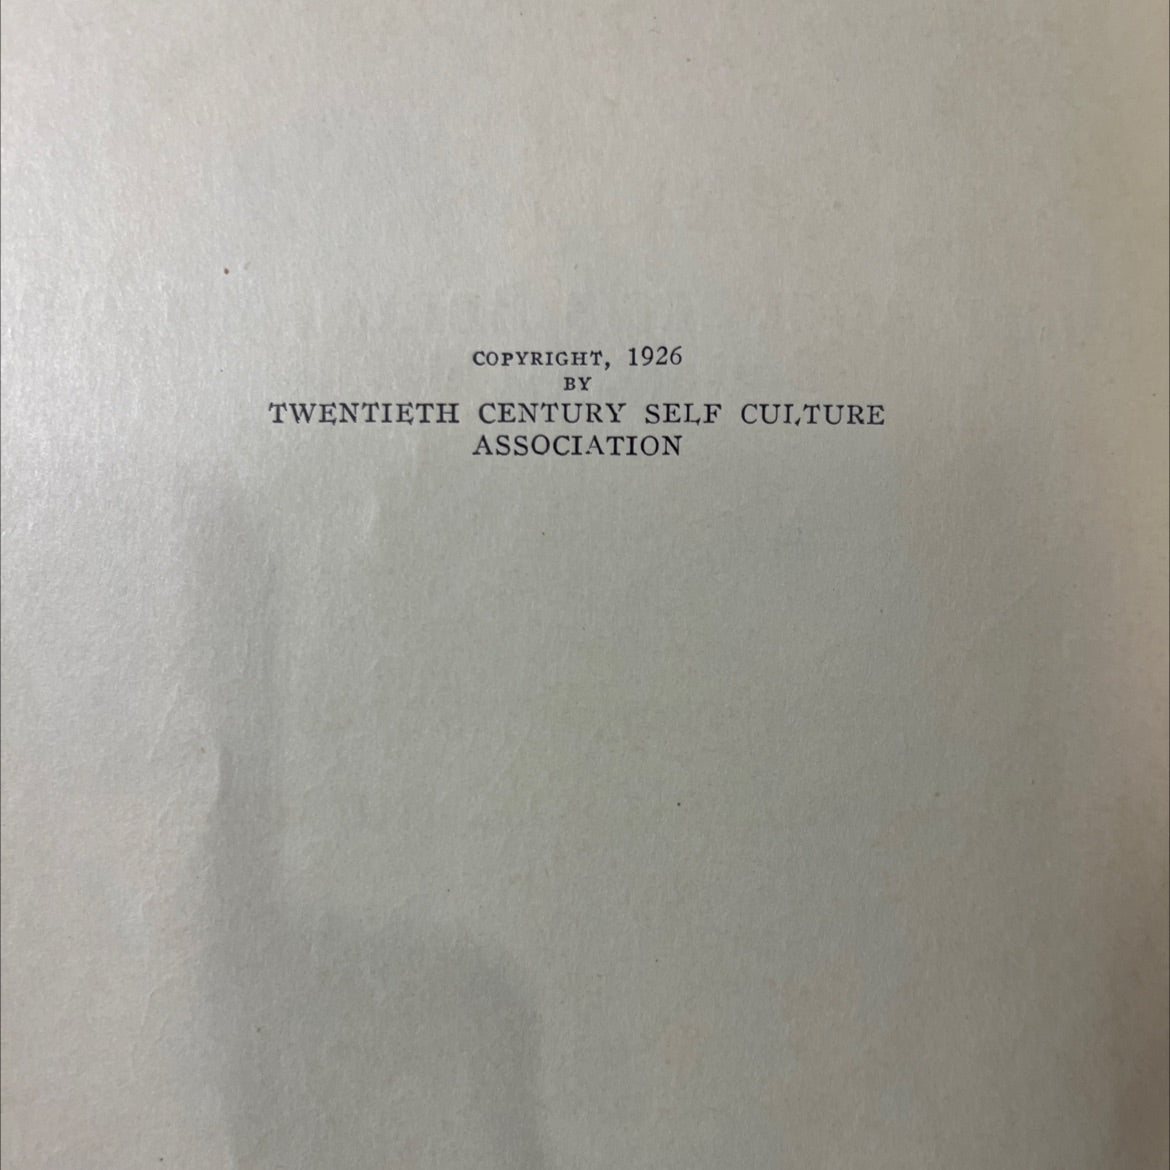 COPYRIGHT, 1926
BY
TWENTIETH CENTURY SELF CULTURE
ASSOCIATION